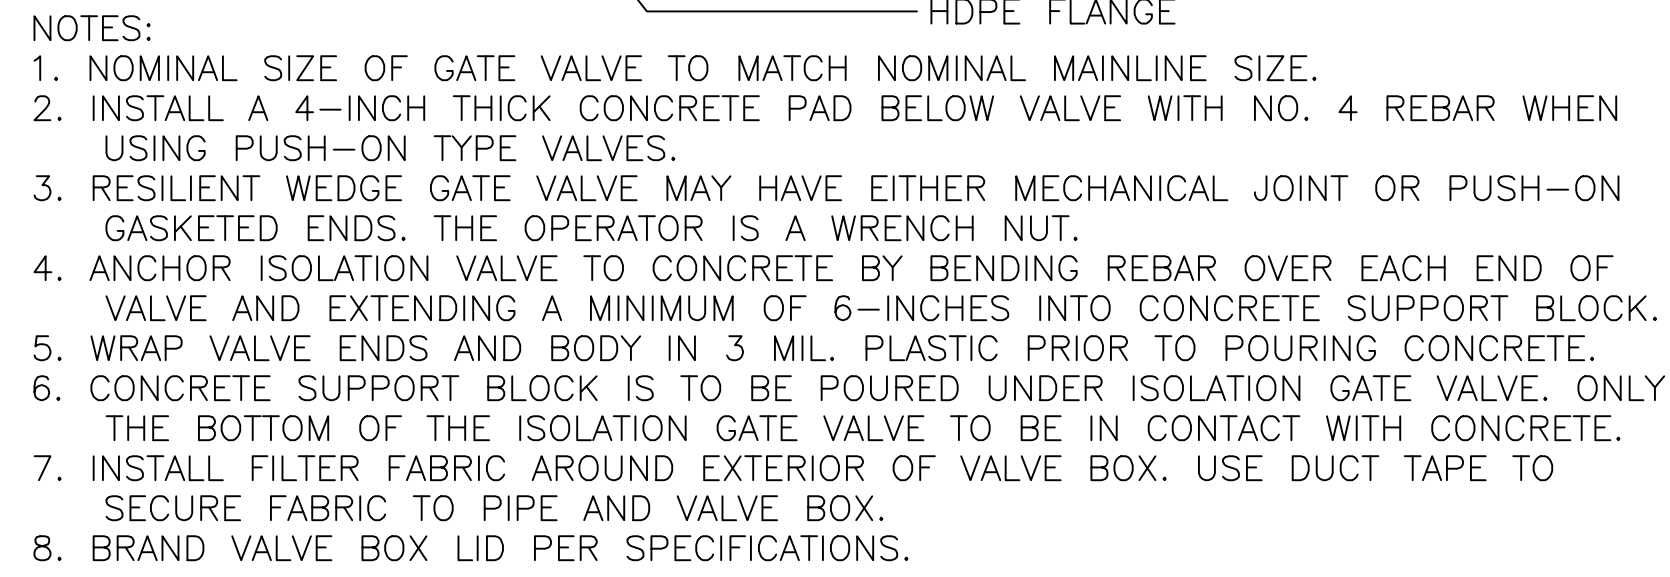 HDPE FLANGE
NOTES:
1. NOMINAL SIZE OF GATE VALVE TO MATCH NOMINAL MAINLINE SIZE.
2. INSTALL A 4-INCH THICK CONCRETE PAD BELOW VALVE WITH NO. 4 REBAR WHEN
USING PUSH-ON TYPE VALVES.
3. RESILIENT WEDGE GATE VALVE MAY HAVE EITHER MECHANICAL JOINT OR PUSH-ON
GASKETED ENDS. THE OPERATOR IS A WRENCH NUT.
4. ANCHOR ISOLATION VALVE TO CONCRETE BY BENDING REBAR OVER EACH END OF
VALVE AND EXTENDING A MINIMUM OF 6-INCHES INTO CONCRETE SUPPORT BLOCK.
5. WRAP VALVE ENDS AND BODY IN 3 MIL. PLASTIC PRIOR TO POURING CONCRETE.
6. CONCRETE SUPPORT BLOCK IS TO BE POURED UNDER ISOLATION GATE VALVE. ONLY
THE BOTTOM OF THE ISOLATION GATE VALVE TO BE IN CONTACT WITH CONCRETE.
7. INSTALL FILTER FABRIC AROUND EXTERIOR OF VALVE BOX. USE DUCT TAPE TO
SECURE FABRIC TO PIPE AND VALVE BOX.
8. BRAND VALVE BOX LID PER SPECIFICATIONS.